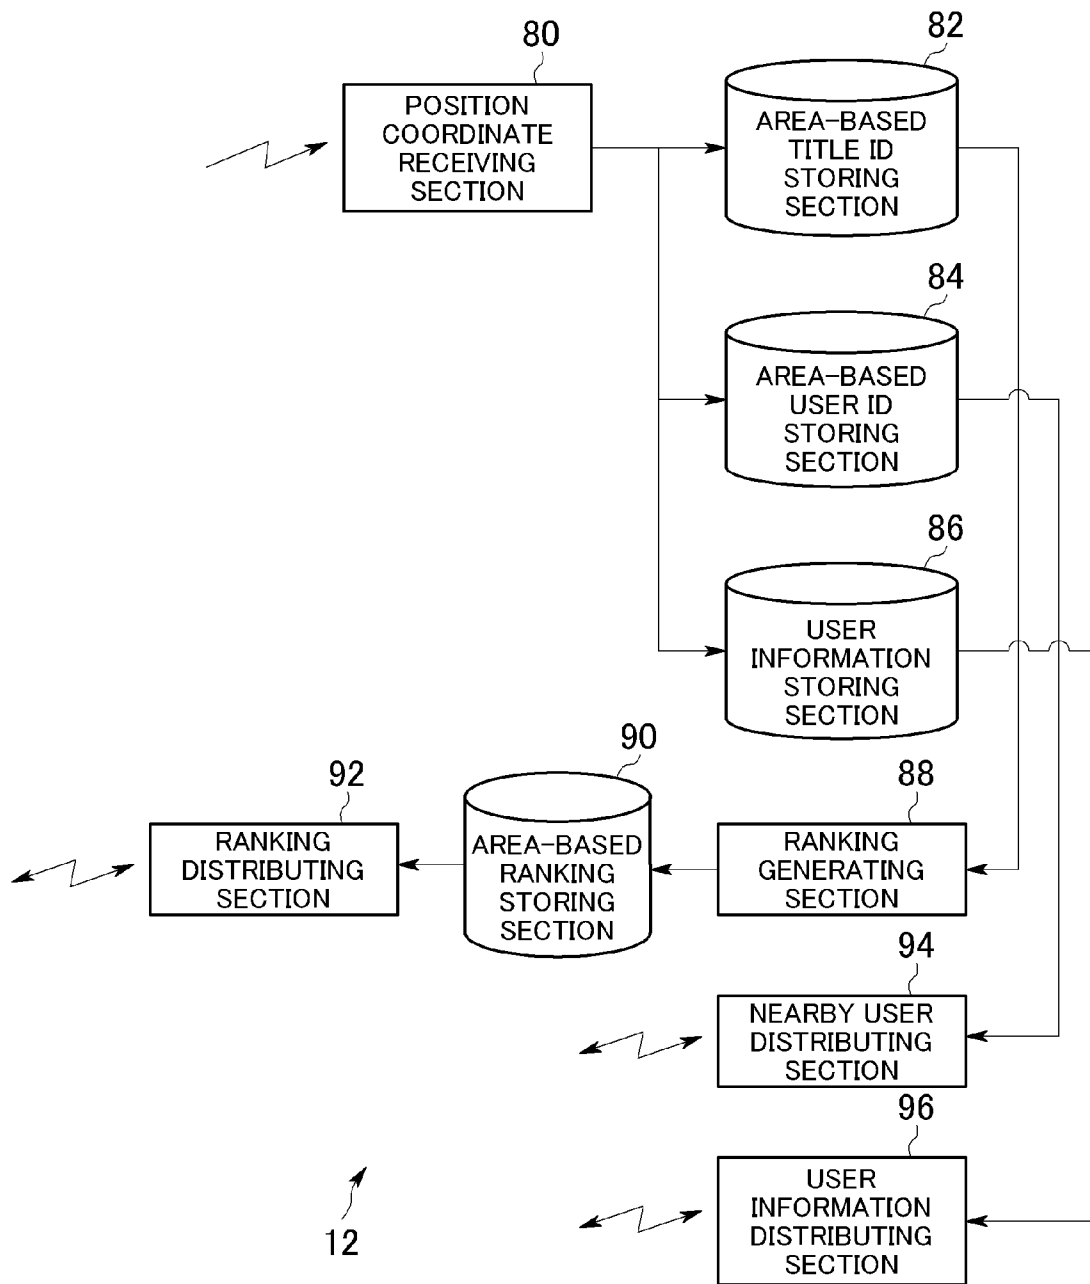 80
POSITION
COORDINATE
RECEIVING
SECTION
82
AREA-BASED
TITLE ID
STORING
SECTION
84
AREA-BASED
USER ID
STORING
SECTION
86
USER
INFORMATION
STORING
SECTION
92
RANKING
DISTRIBUTING
SECTION
90
AREA-BASED
RANKING
STORING
SECTION
88
RANKING
GENERATING
SECTION
94
NEARBY USER
DISTRIBUTING
SECTION
96
USER
INFORMATION
DISTRIBUTING
SECTION
12